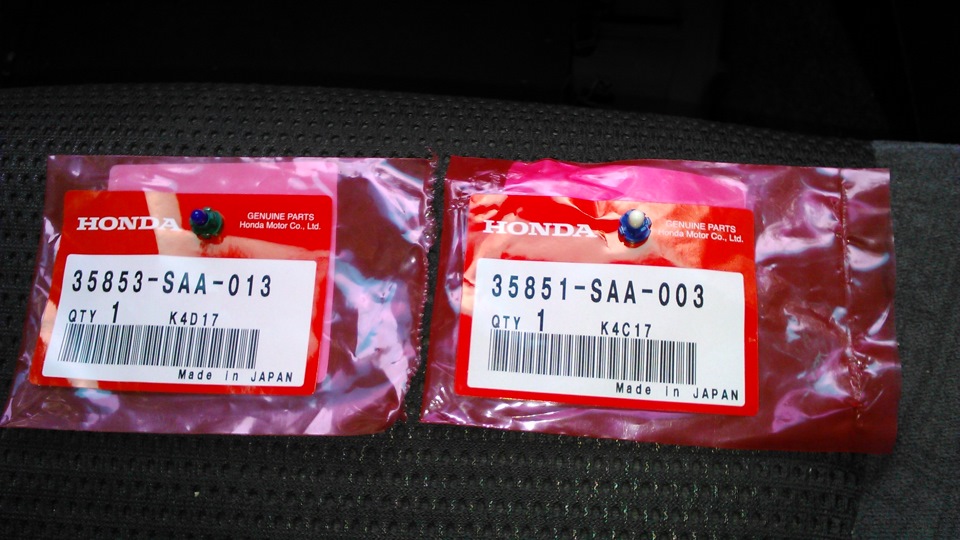 HONDA
GENUINE PARTS
Honda Motor Co., Ltd.
35853-SAA-013
QTY 1 K4D17
Made in JAPAN
HONDA
GENUINE PARTS
Honda Motor Co., Ltd.
35851-SAA-003
QTY 1 K4C17
Made in JAPAN